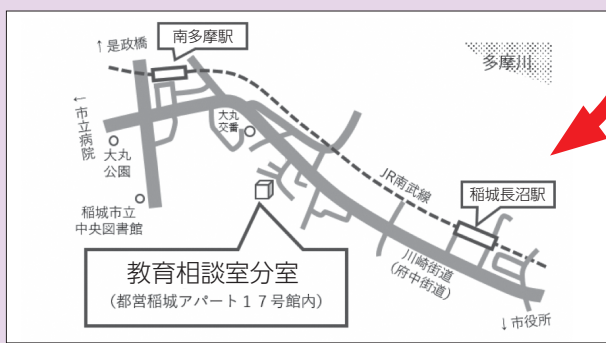 ↑是政橋
南多摩駅
多摩川
←市立病院
大丸
公園
大丸
交番
稲城市立
中央図書館
JR南武線
稲城長沼駅
川崎街道
(府中街道)
教育相談室分室
(都営稲城アパート17号館内)
↓市役所